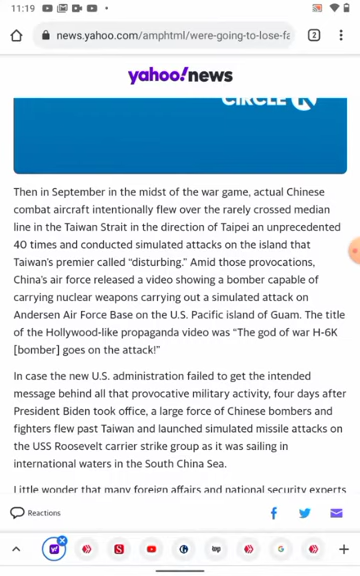 11:19
news.yahoo.com/amphtml/were-going-to-lose-fa
2
yahoo!news
CIRCLE K
Then in September in the midst of the war game, actual Chinese
combat aircraft intentionally flew over the rarely crossed median
line in the Taiwan Strait in the direction of Taipei an unprecedented
40 times and conducted simulated attacks on the island that
Taiwan's premier called “disturbing.” Amid those provocations,
China's air force released a video showing a bomber capable of
carrying nuclear weapons carrying out a simulated attack on
Andersen Air Force Base on the U.S. Pacific island of Guam. The title
of the Hollywood-like propaganda video was “The god of war H-6K
[bomber] goes on the attack!”
In case the new U.S. administration failed to get the intended
message behind all that provocative military activity, four days after
President Biden took office, a large force of Chinese bombers and
fighters flew past Taiwan and launched simulated missile attacks on
the USS Roosevelt carrier strike group as it was sailing in
international waters in the South China Sea.
Little wonder that many foreign affairs and national security experts
Reactions